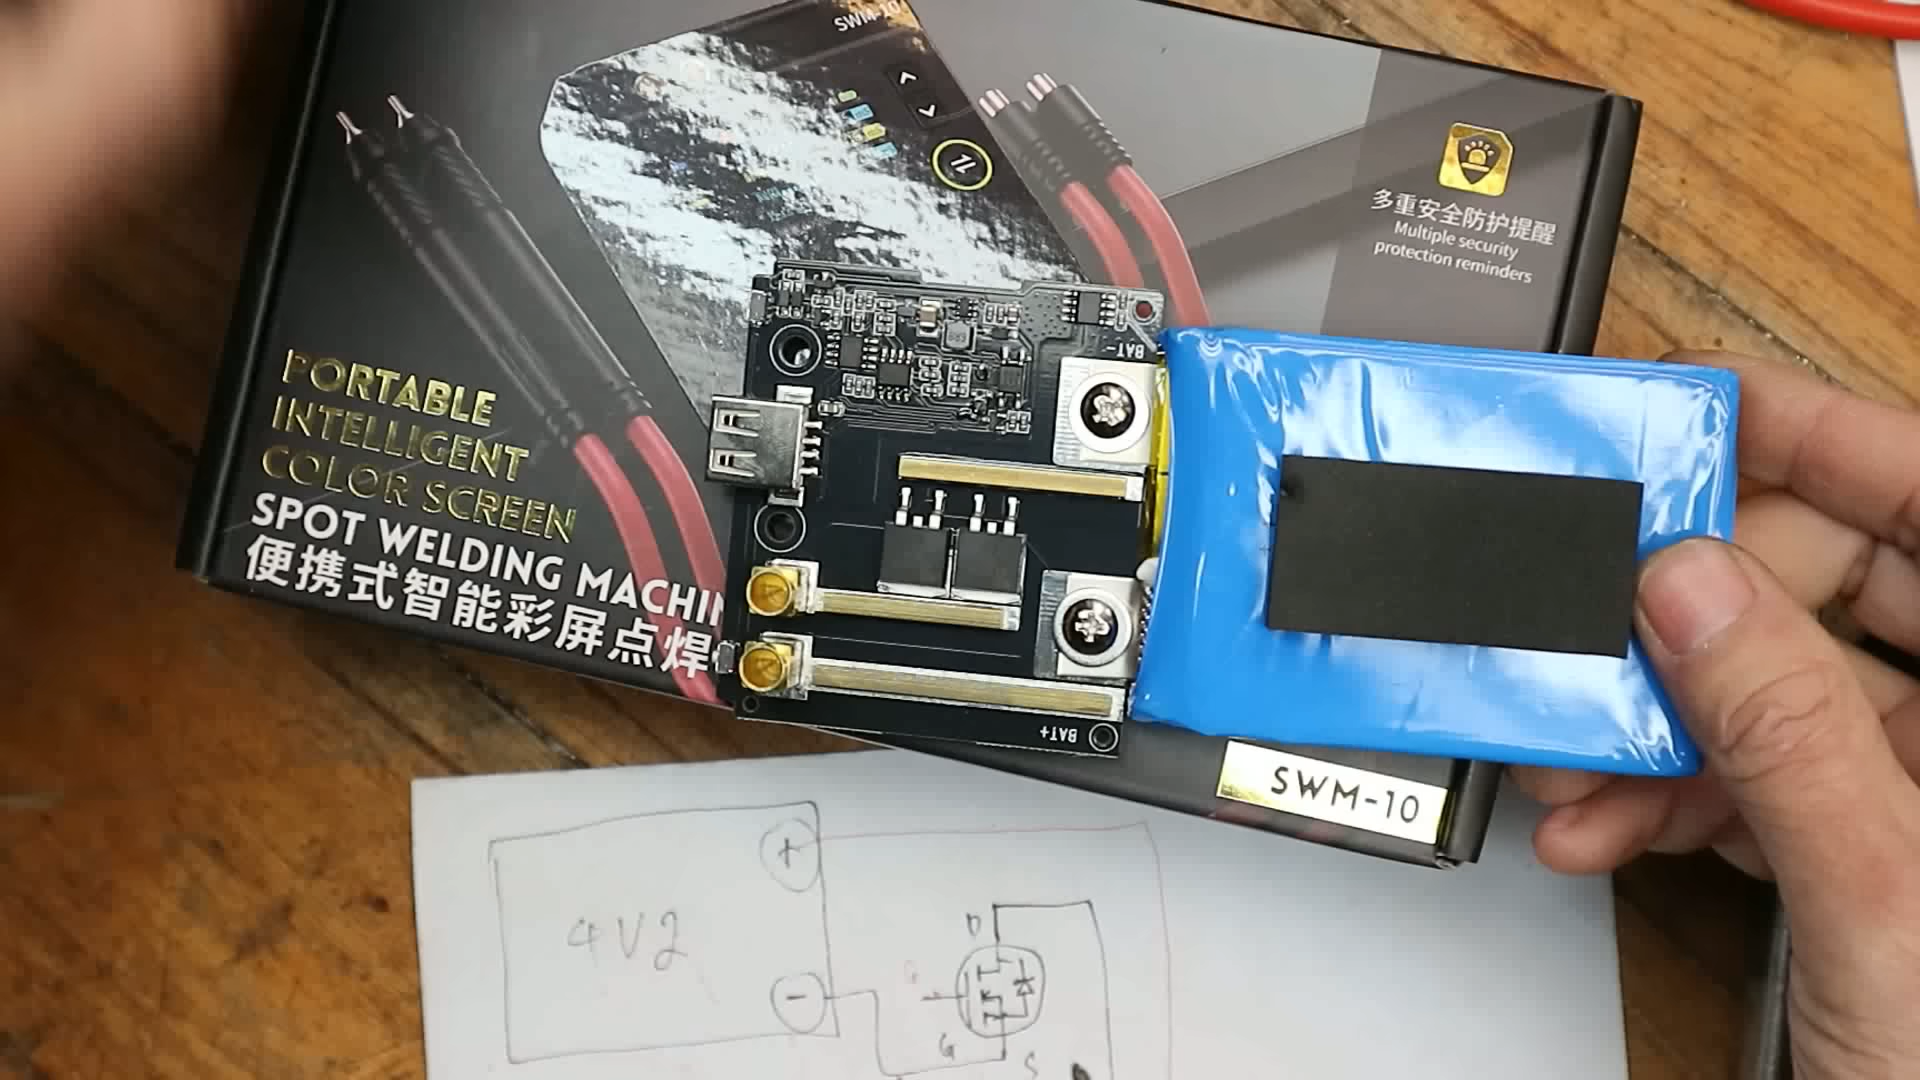 SWM-10
多重安全防护提醒
Multiple security
protection reminders
PORTABLE
INTELLIGENT
COLOR SCREEN
SPOT WELDING MACHIN
便携式智能彩屏点焊
BAT-
BAT+
SWM-10
+
4V2
-
D
G
S